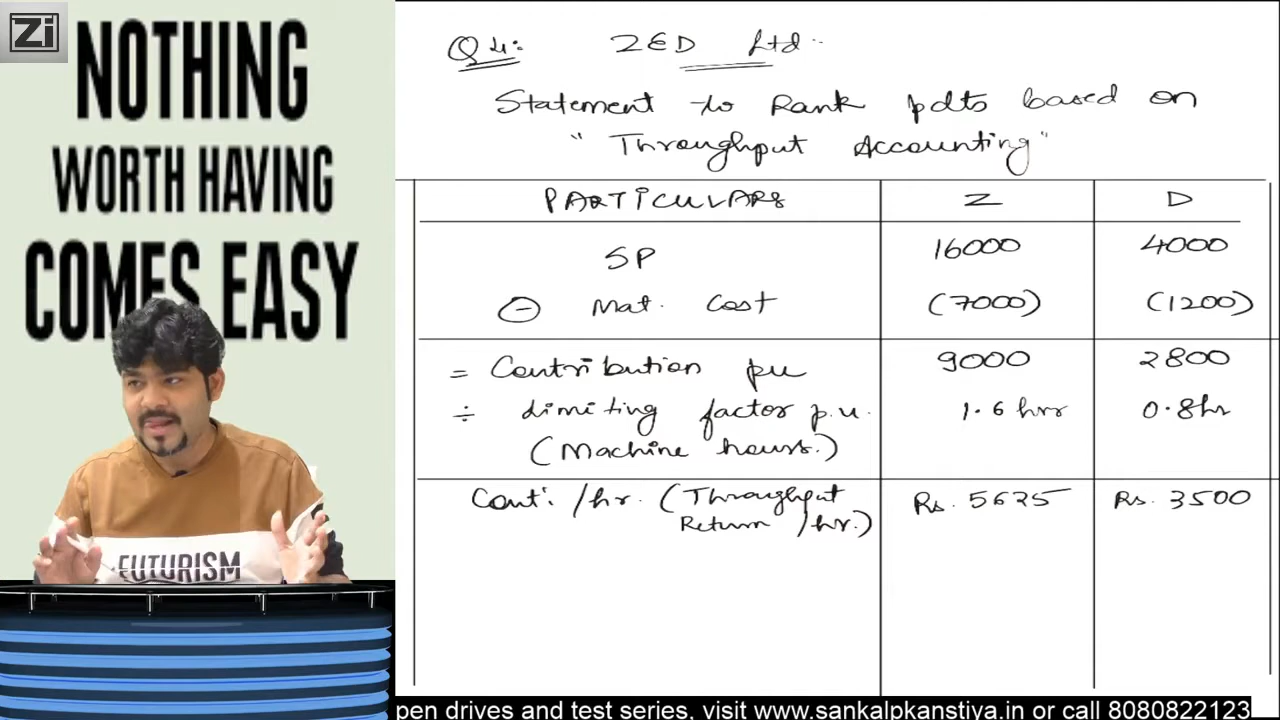 Zi
NOTHING
WORTH HAVING
COMES EASY
FUTURISM
Q4: ZED Ltd.
Statement to Rank pdts based on
"Throughput Accounting"
PARTICULARS Z D
SP 16000 4000
⊖ Mat. Cost (7000) (1200)
= Contribution pu 9000 2800
÷ Limiting factor p.u. 1.6 hrs 0.8hr
(Machine hours.)
Cont. /hr. (Throughput Rs. 5625 Rs. 3500
Return /hr.)
pen drives and test series, visit www.sankalpkanstiya.in or call 8080822123